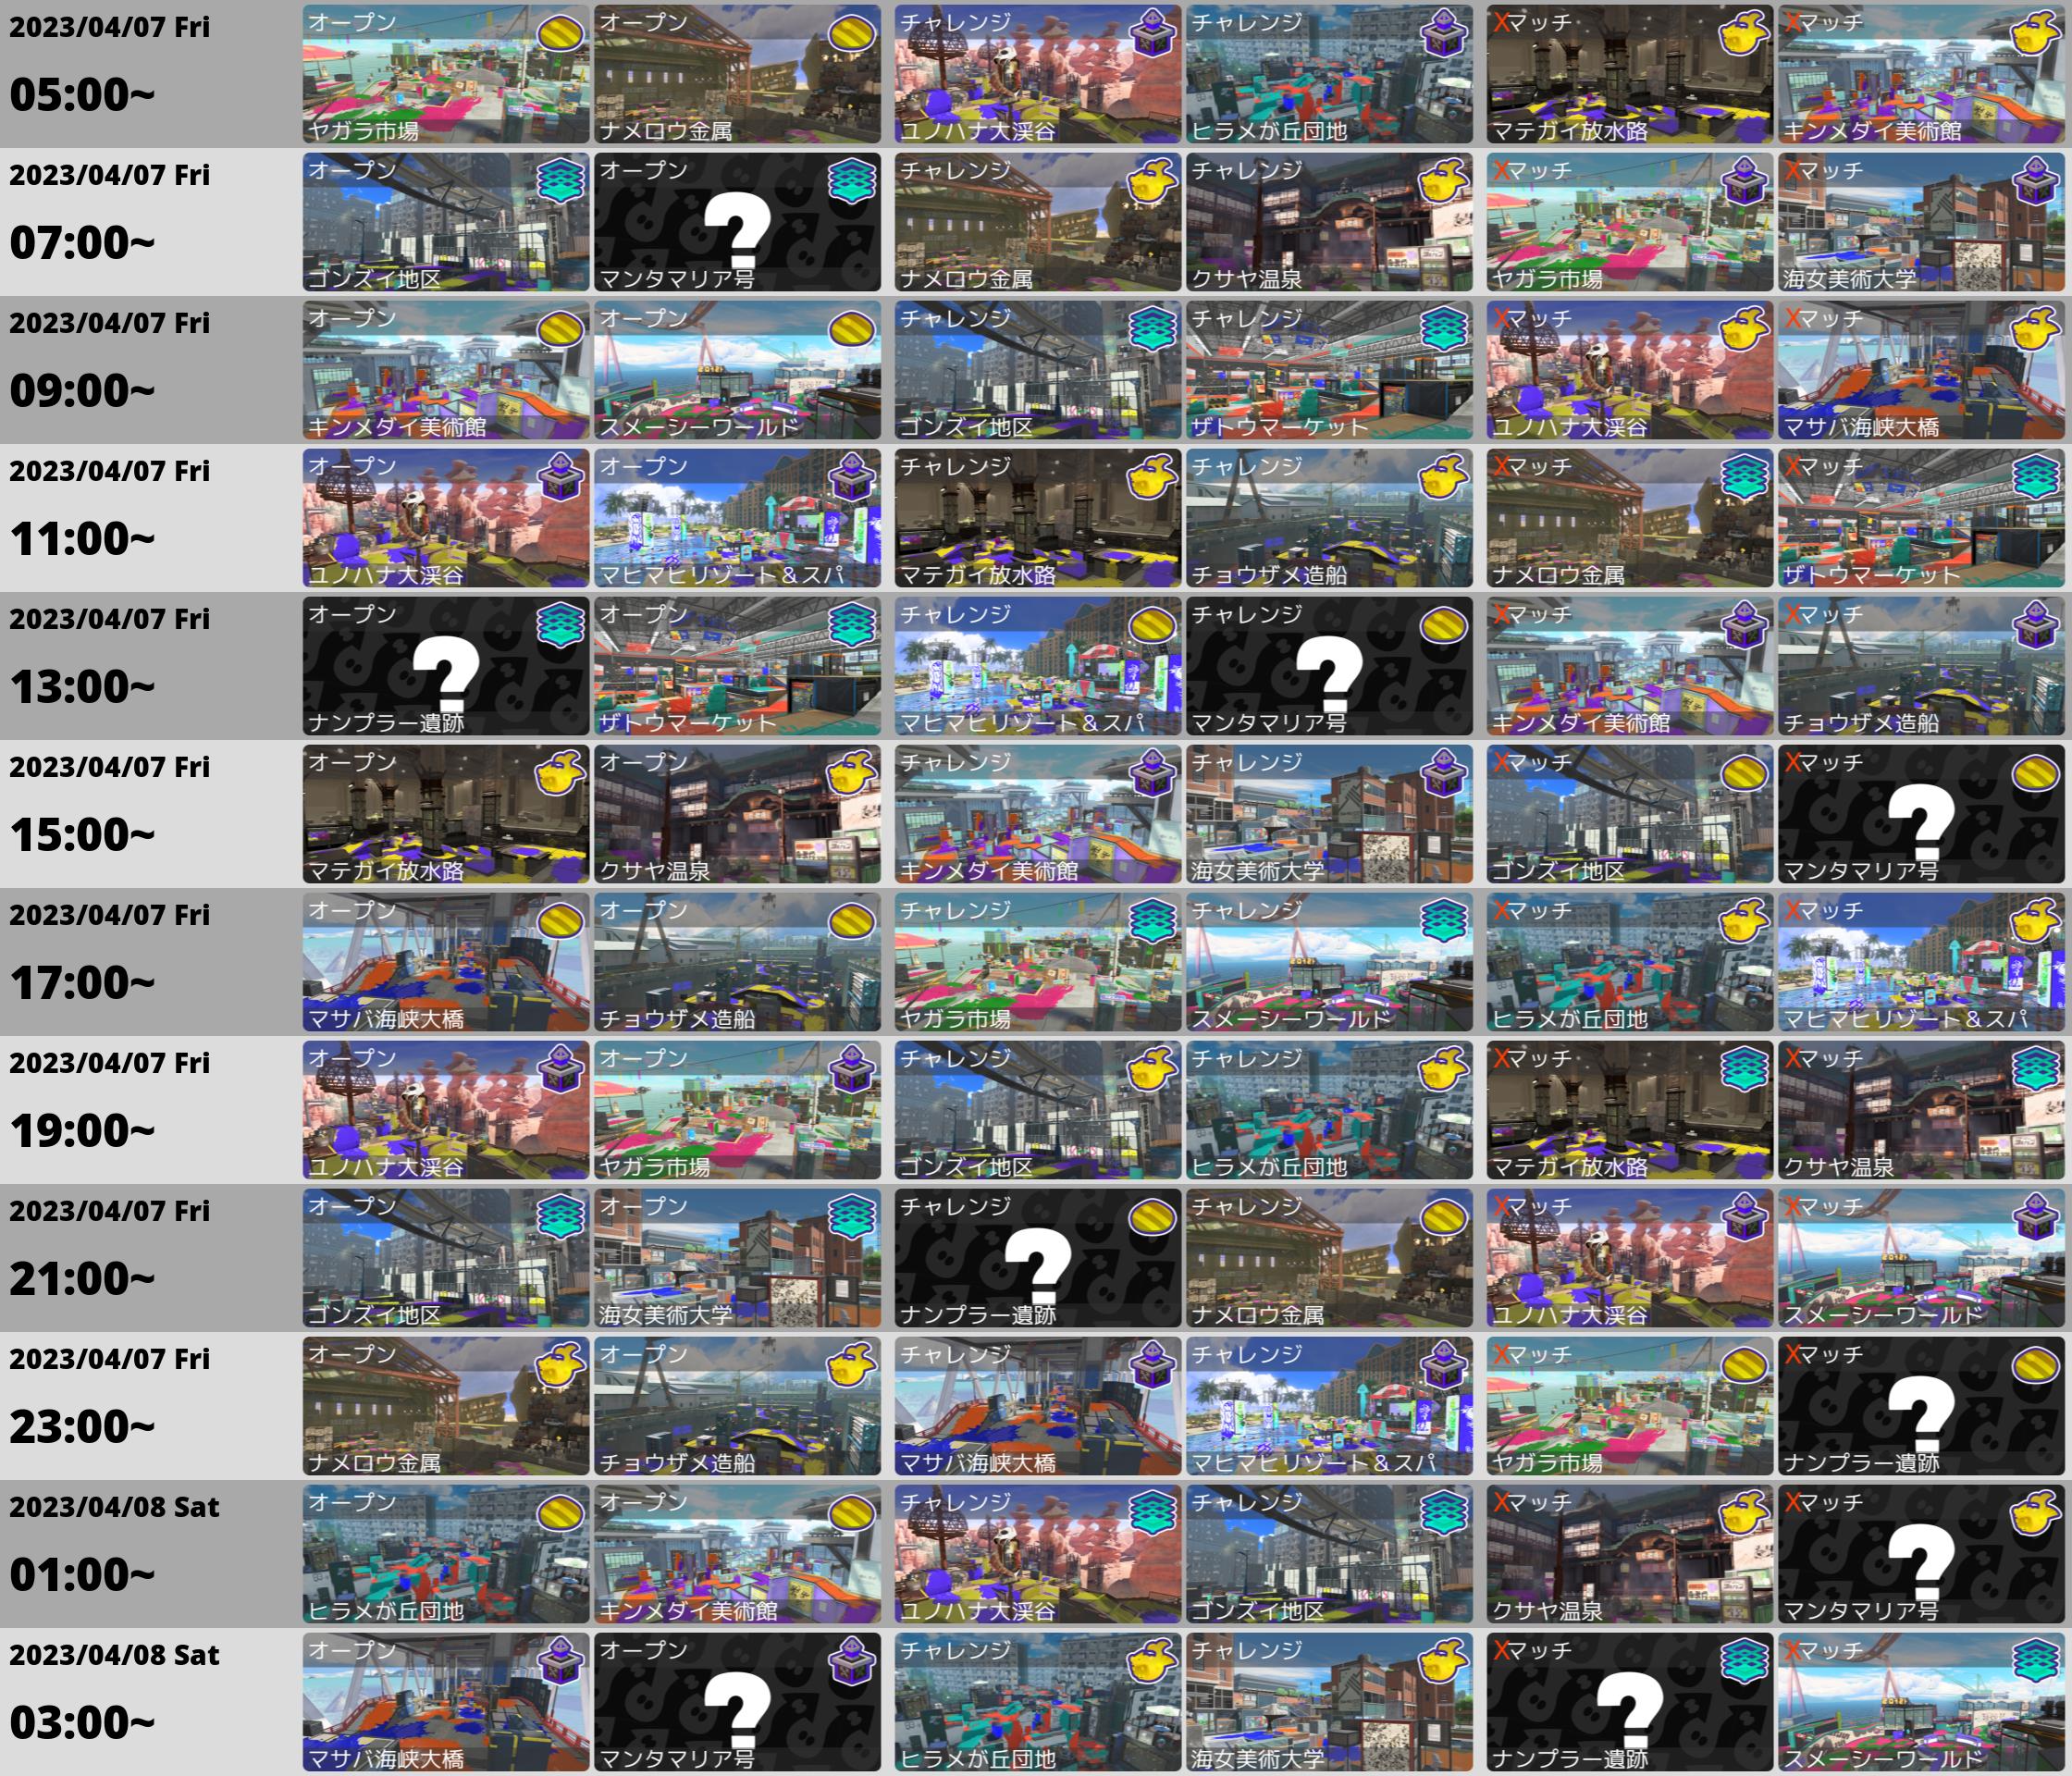 2023/04/07 Fri
05:00~
オープン
ヤガラ市場
オープン
ナメロウ金属
チャレンジ
ユノハナ大渓谷
チャレンジ
ヒラメが丘団地
Xマッチ
マテガイ放水路
Xマッチ
キンメダイ美術館
2023/04/07 Fri
07:00~
オープン
ゴンズイ地区
オープン
?
マンタマリア号
チャレンジ
ナメロウ金属
チャレンジ
クサヤ温泉
Xマッチ
ヤガラ市場
Xマッチ
海女美術大学
2023/04/07 Fri
09:00~
オープン
キンメダイ美術館
オープン
スメーシーワールド
チャレンジ
ゴンズイ地区
チャレンジ
ザトウマーケット
Xマッチ
ユノハナ大渓谷
Xマッチ
マサバ海峡大橋
2023/04/07 Fri
11:00~
オープン
ユノハナ大渓谷
オープン
マヒマヒリゾート&スパ
チャレンジ
マテガイ放水路
チャレンジ
チョウザメ造船
Xマッチ
ナメロウ金属
Xマッチ
ザトウマーケット
2023/04/07 Fri
13:00~
オープン
?
ナンプラー遺跡
オープン
ザトウマーケット
チャレンジ
マヒマヒリゾート&スパ
チャレンジ
?
マンタマリア号
Xマッチ
キンメダイ美術館
Xマッチ
チョウザメ造船
2023/04/07 Fri
15:00~
オープン
マテガイ放水路
オープン
クサヤ温泉
チャレンジ
キンメダイ美術館
チャレンジ
海女美術大学
Xマッチ
ゴンズイ地区
Xマッチ
?
マンタマリア号
2023/04/07 Fri
17:00~
オープン
マサバ海峡大橋
オープン
チョウザメ造船
チャレンジ
ヤガラ市場
チャレンジ
スメーシーワールド
Xマッチ
ヒラメが丘団地
Xマッチ
マヒマヒリゾート&スパ
2023/04/07 Fri
19:00~
オープン
ユノハナ大渓谷
オープン
ヤガラ市場
チャレンジ
ゴンズイ地区
チャレンジ
ヒラメが丘団地
Xマッチ
マテガイ放水路
Xマッチ
クサヤ温泉
2023/04/07 Fri
21:00~
オープン
ゴンズイ地区
オープン
海女美術大学
チャレンジ
?
ナンプラー遺跡
チャレンジ
ナメロウ金属
Xマッチ
ユノハナ大渓谷
Xマッチ
スメーシーワールド
2023/04/07 Fri
23:00~
オープン
ナメロウ金属
オープン
チョウザメ造船
チャレンジ
マサバ海峡大橋
チャレンジ
マヒマヒリゾート&スパ
Xマッチ
ヤガラ市場
Xマッチ
?
ナンプラー遺跡
2023/04/08 Sat
01:00~
オープン
ヒラメが丘団地
オープン
キンメダイ美術館
チャレンジ
ユノハナ大渓谷
チャレンジ
ゴンズイ地区
Xマッチ
クサヤ温泉
Xマッチ
?
マンタマリア号
2023/04/08 Sat
03:00~
オープン
マサバ海峡大橋
オープン
?
マンタマリア号
チャレンジ
ヒラメが丘団地
チャレンジ
海女美術大学
Xマッチ
?
ナンプラー遺跡
Xマッチ
スメーシーワールド